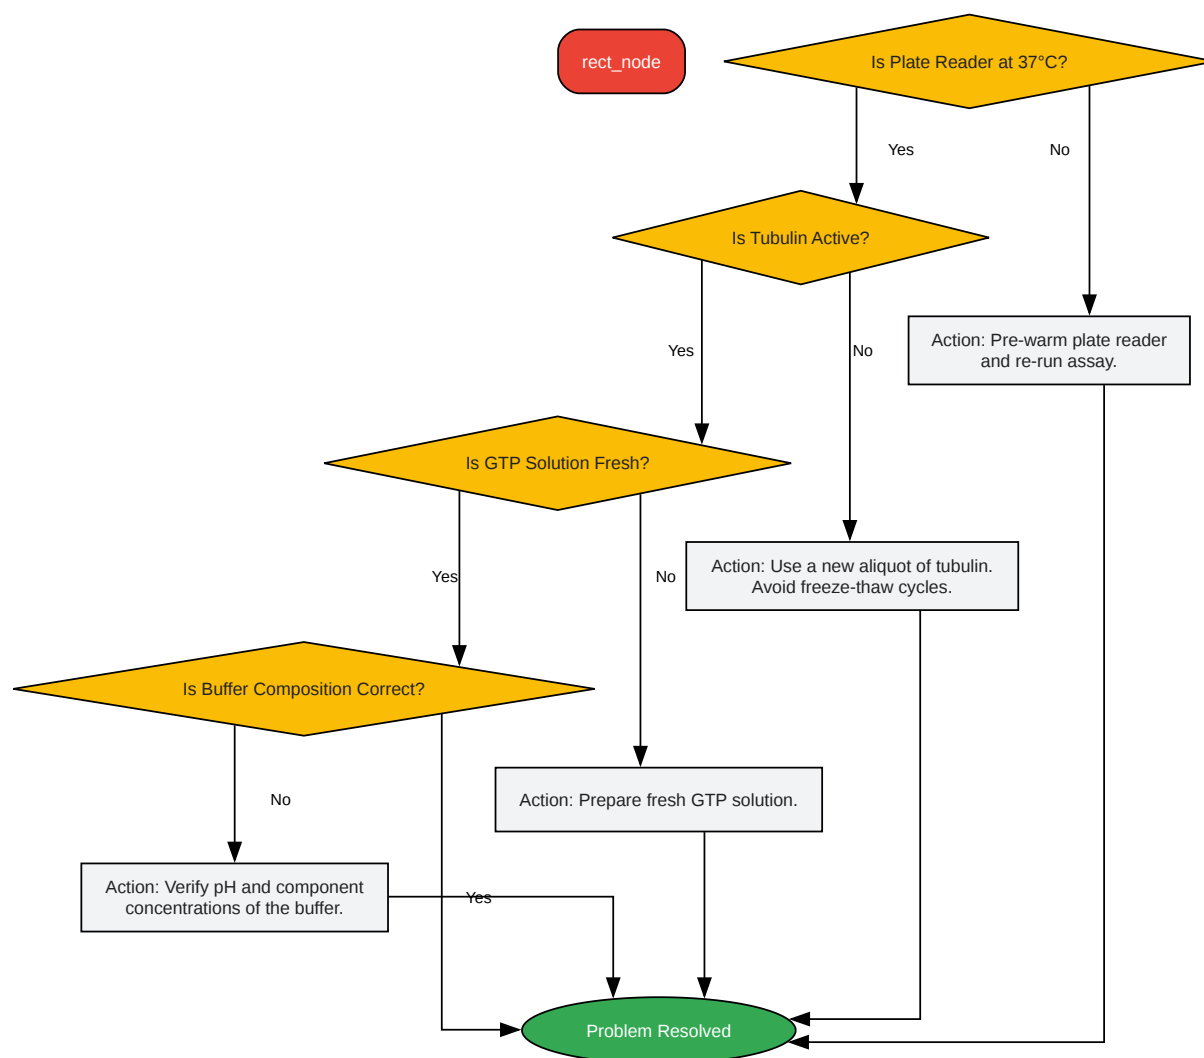 rect_node
Is Plate Reader at 37°C?
Yes
No
Is Tubulin Active?
Yes
No
Action: Pre-warm plate reader
and re-run assay.
Is GTP Solution Fresh?
Yes
No
Action: Use a new aliquot of tubulin.
Avoid freeze-thaw cycles.
Is Buffer Composition Correct?
No
Action: Prepare fresh GTP solution.
Action: Verify pH and component
concentrations of the buffer.
Yes
Problem Resolved